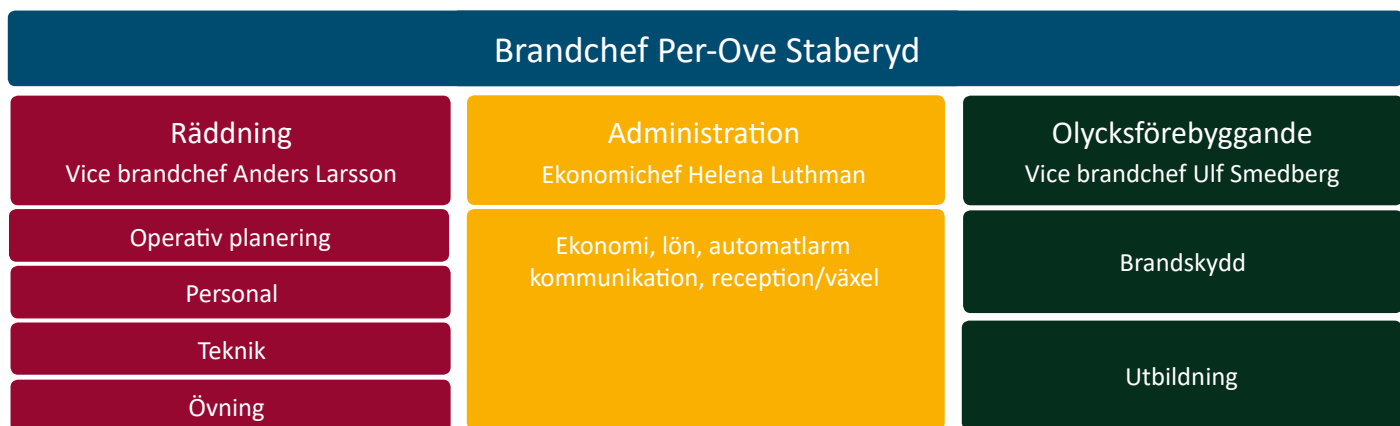 Brandchef Per-Ove Staberyd
Räddning
Vice brandchef Anders Larsson
Operativ planering
Personal
Teknik
Övning
Administration
Ekonomichef Helena Luthman
Ekonomi, lön, automatlarm
kommunikation, reception/växel
Olycksförebyggande
Vice brandchef Ulf Smedberg
Brandskydd
Utbildning